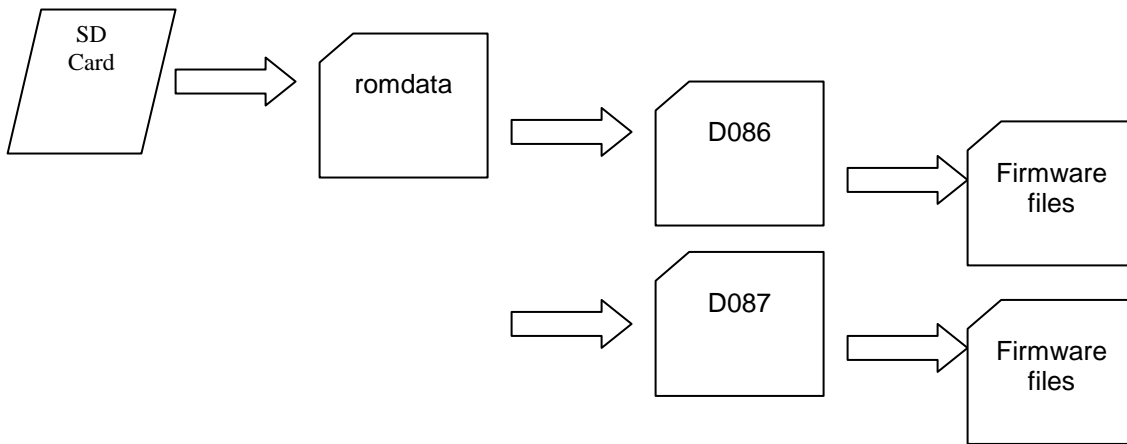 SD
Card
romdata
D086
Firmware
files
D087
Firmware
files